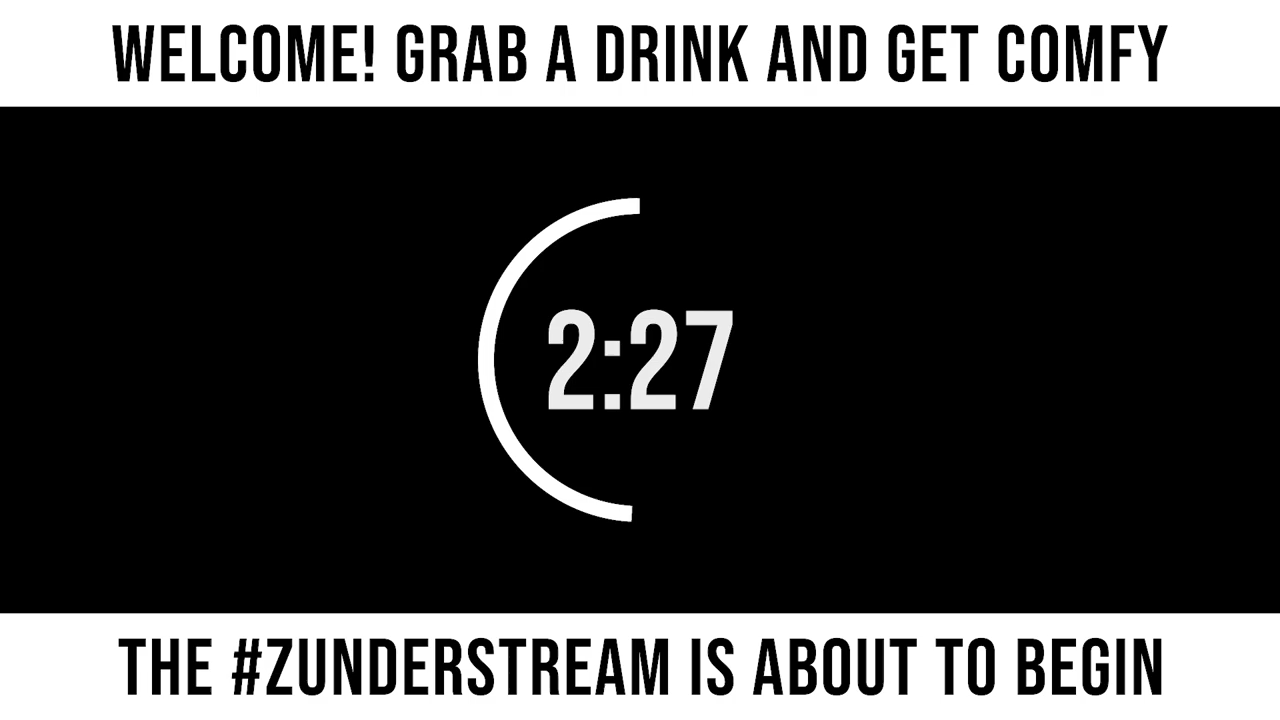 WELCOME! GRAB A DRINK AND GET COMFY
2:27
THE #ZUNDERSTREAM IS ABOUT TO BEGIN